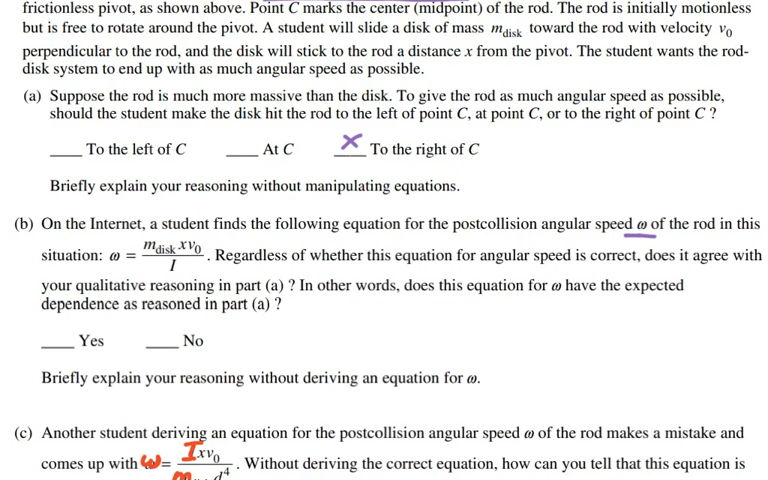 frictionless pivot, as shown above. Point C marks the center (midpoint) of the rod. The rod is initially motionless
but is free to rotate around the pivot. A student will slide a disk of mass m_disk toward the rod with velocity v₀
perpendicular to the rod, and the disk will stick to the rod a distance x from the pivot. The student wants the rod-
disk system to end up with as much angular speed as possible.
(a) Suppose the rod is much more massive than the disk. To give the rod as much angular speed as possible,
should the student make the disk hit the rod to the left of point C, at point C, or to the right of point C ?
____ To the left of C ____ At C __X__ To the right of C
Briefly explain your reasoning without manipulating equations.
(b) On the Internet, a student finds the following equation for the postcollision angular speed ω of the rod in this
situation: ω = m_disk xv₀ / I . Regardless of whether this equation for angular speed is correct, does it agree with
your qualitative reasoning in part (a) ? In other words, does this equation for ω have the expected
dependence as reasoned in part (a) ?
____ Yes ____ No
Briefly explain your reasoning without deriving an equation for ω.
(c) Another student deriving an equation for the postcollision angular speed ω of the rod makes a mistake and
comes up with ω = Ixv₀ / m d⁴ . Without deriving the correct equation, how can you tell that this equation is